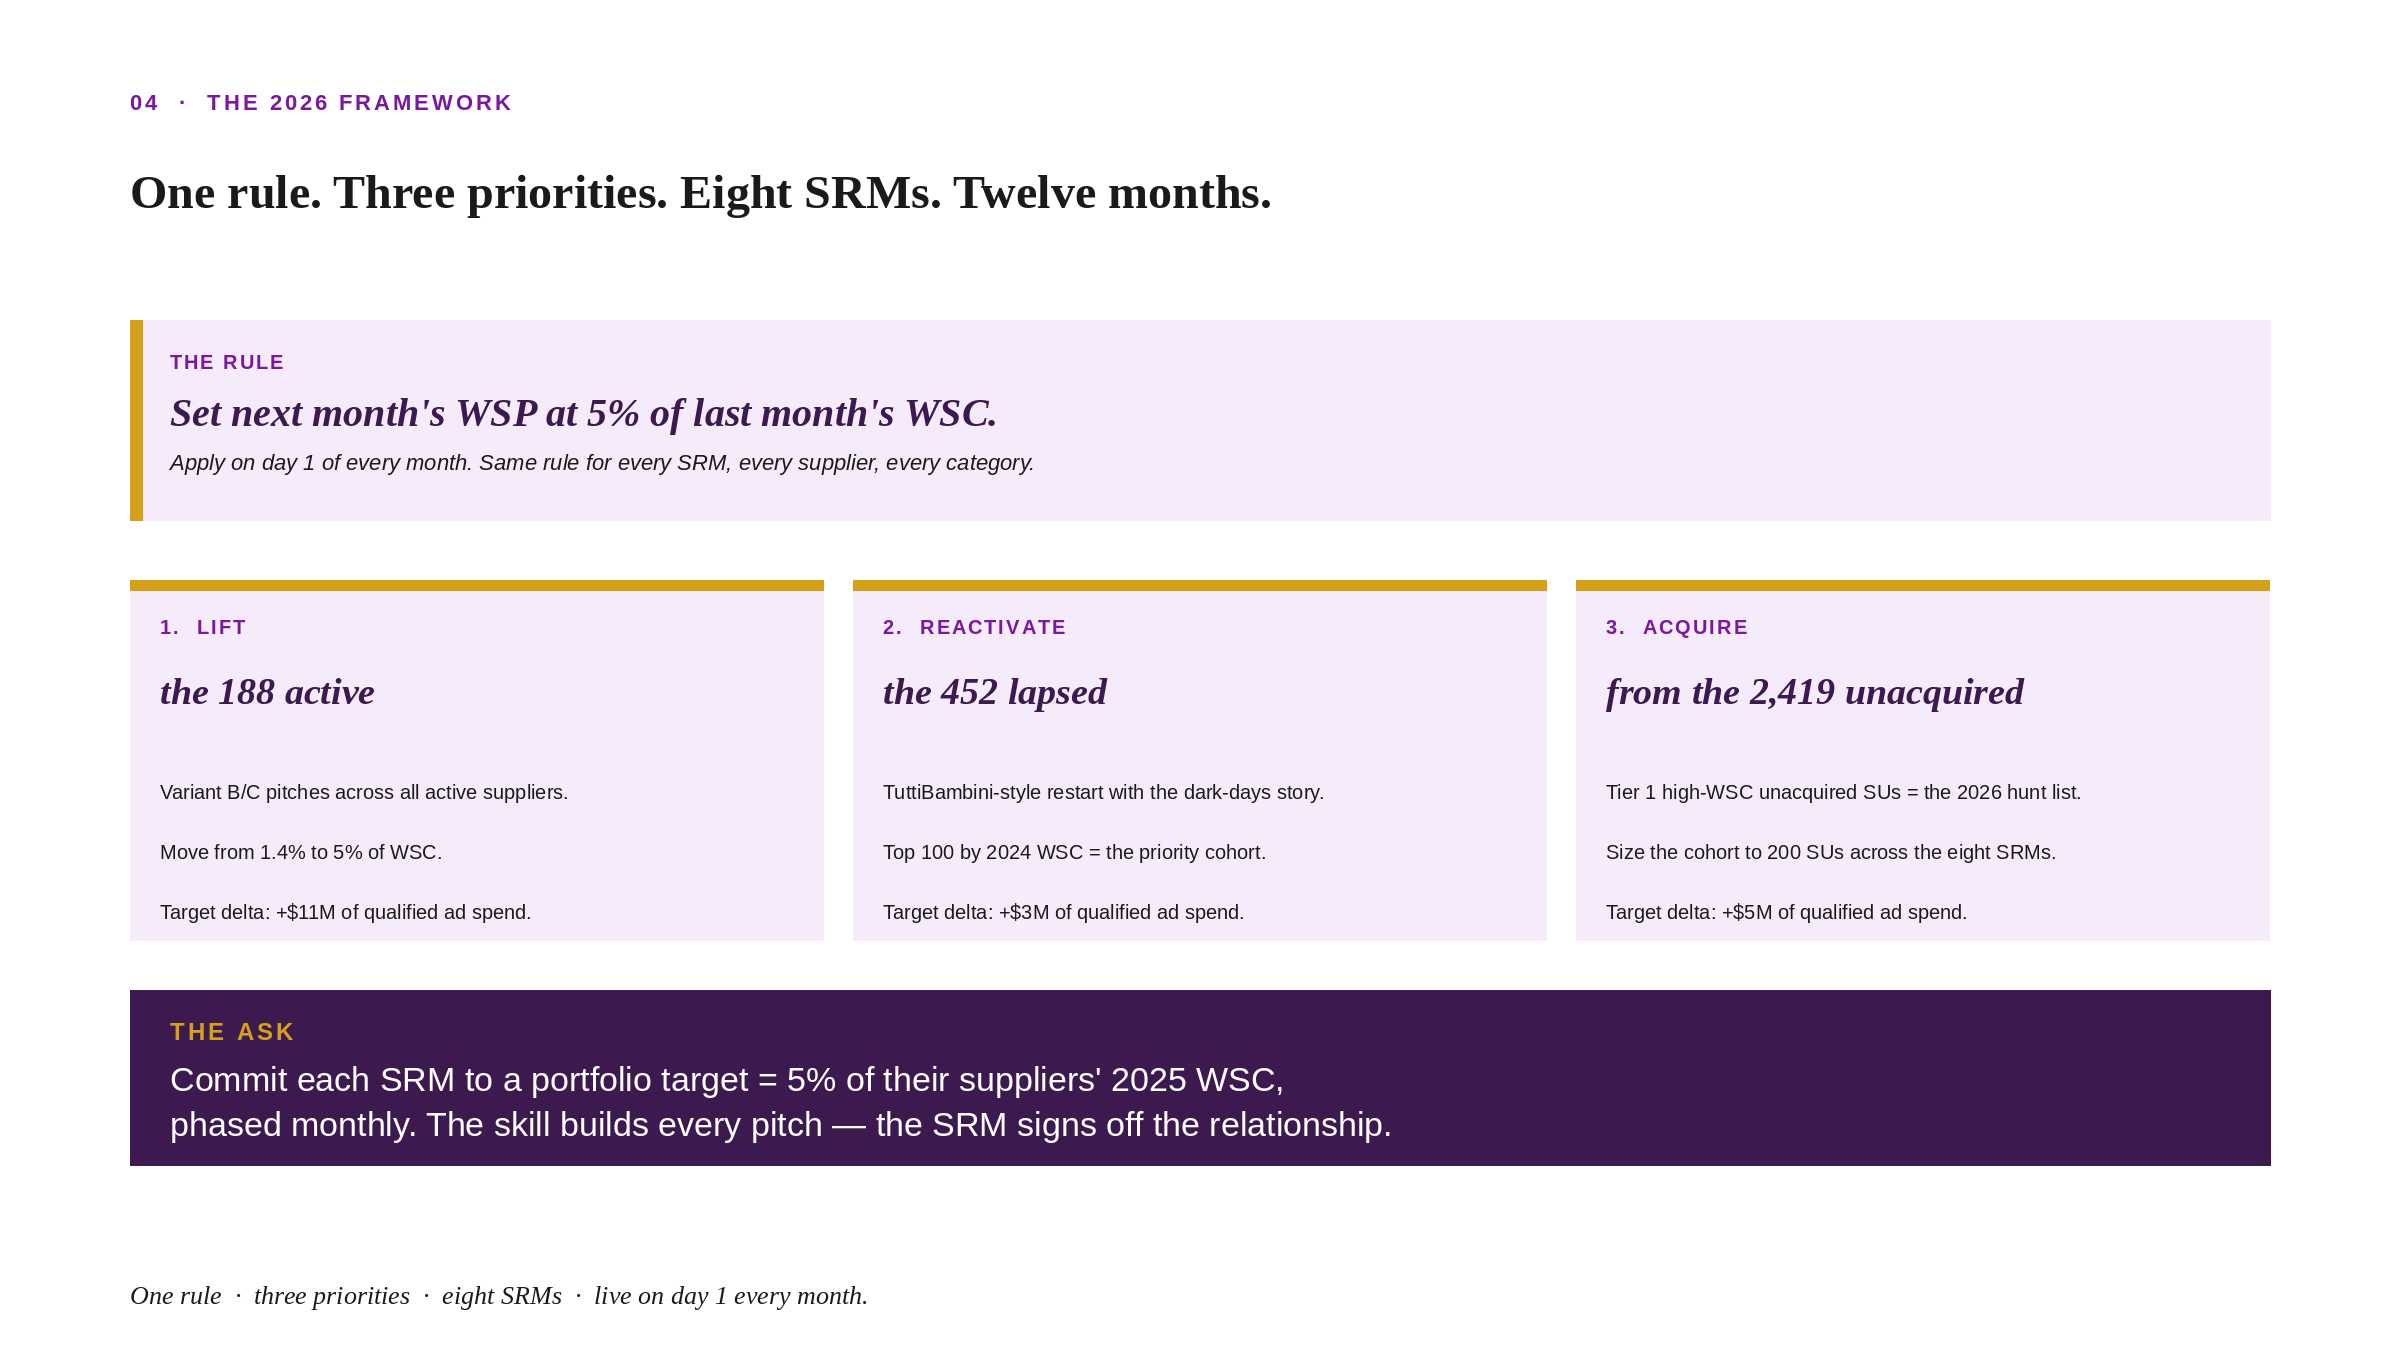 04 · THE 2026 FRAMEWORK
One rule. Three priorities. Eight SRMs. Twelve months.
THE RULE
Set next month's WSP at 5% of last month's WSC.
Apply on day 1 of every month. Same rule for every SRM, every supplier, every category.
1. LIFT
the 188 active
Variant B/C pitches across all active suppliers.
Move from 1.4% to 5% of WSC.
Target delta: +$11M of qualified ad spend.
2. REACTIVATE
the 452 lapsed
TuttiBambini-style restart with the dark-days story.
Top 100 by 2024 WSC = the priority cohort.
Target delta: +$3M of qualified ad spend.
3. ACQUIRE
from the 2,419 unacquired
Tier 1 high-WSC unacquired SUs = the 2026 hunt list.
Size the cohort to 200 SUs across the eight SRMs.
Target delta: +$5M of qualified ad spend.
THE ASK
Commit each SRM to a portfolio target = 5% of their suppliers' 2025 WSC,
phased monthly. The skill builds every pitch — the SRM signs off the relationship.
One rule · three priorities · eight SRMs · live on day 1 every month.